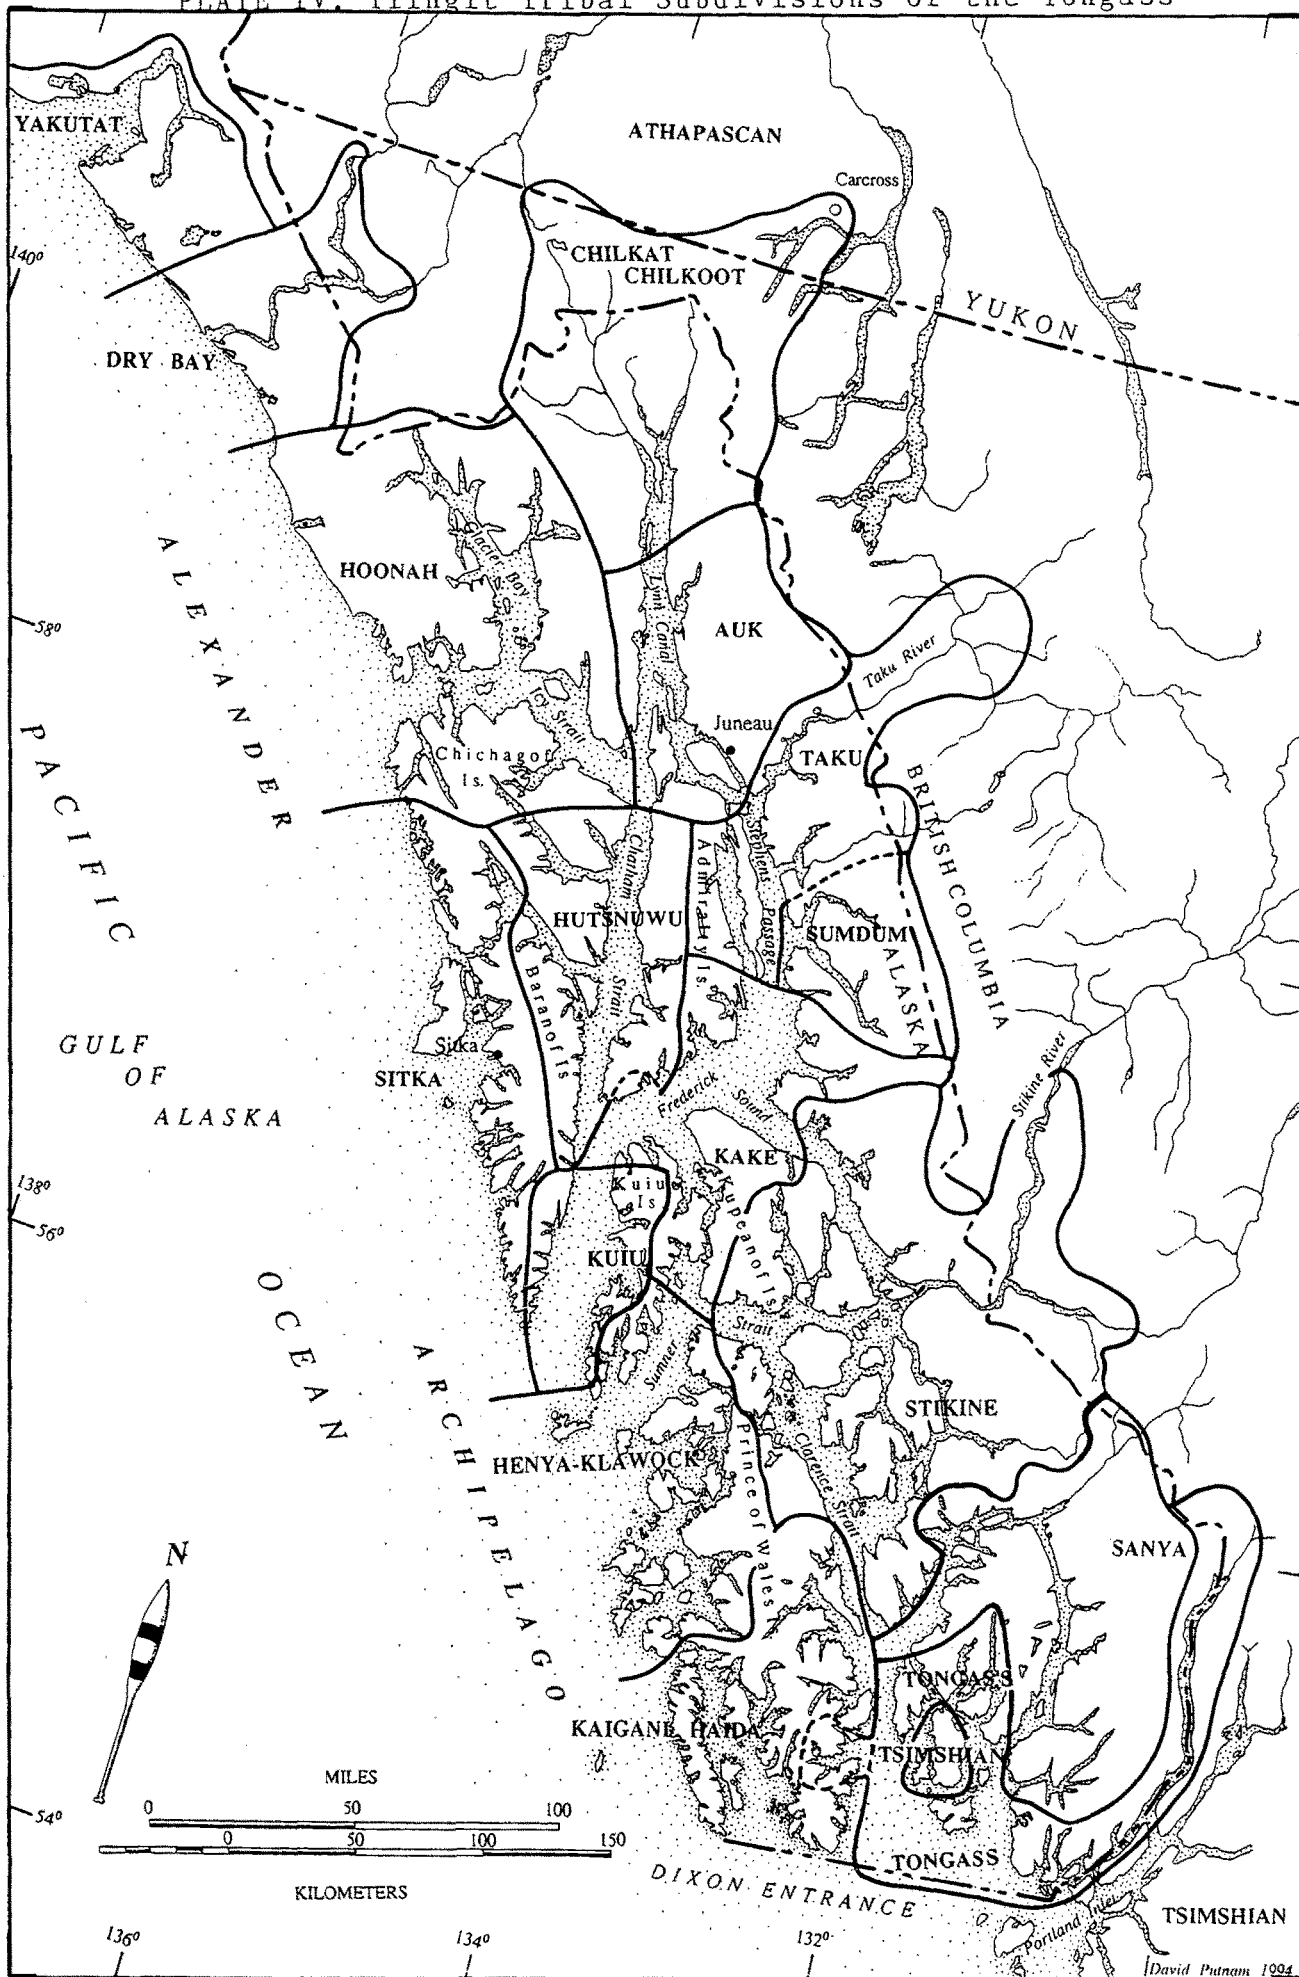 PLATE IV. Tlingit Tribal Subdivisions of the Tongass
YAKUTAT
ATHAPASCAN
Carcross
140°
CHILKAT
CHILKOOT
YUKON
DRY BAY
HOONAH
Glacier Bay
Lynn Canal
AUK
58°
Taku River
Icy Strait
Juneau
TAKU
Chichagof
Is.
ALEXANDER
PACIFIC
BRITISH COLUMBIA
Stephens
Passage
Admiralty Is.
Chatham
Strait
HUTSNUWU
SUMDUM
ALASKA
Baranof Is
GULF
OF
ALASKA
Sitka
SITKA
Stikine River
Frederick
Sound
KAKE
Kuiu
Is
Kupeanof Is
138°
56°
KUIU
OCEAN
Sumner
Strait
ARCHIPELAGO
STIKINE
HENYA-KLAWOCK
Prince of Wales
Clarence Strait
N
SANYA
TONGASS
KAIGANE HAIDA
TSIMSHIAN
MILES
0 50 100
0 50 100 150
KILOMETERS
54°
TONGASS
DIXON ENTRANCE
Portland Inlet
TSIMSHIAN
136°
134°
132°
David Putnam 1994